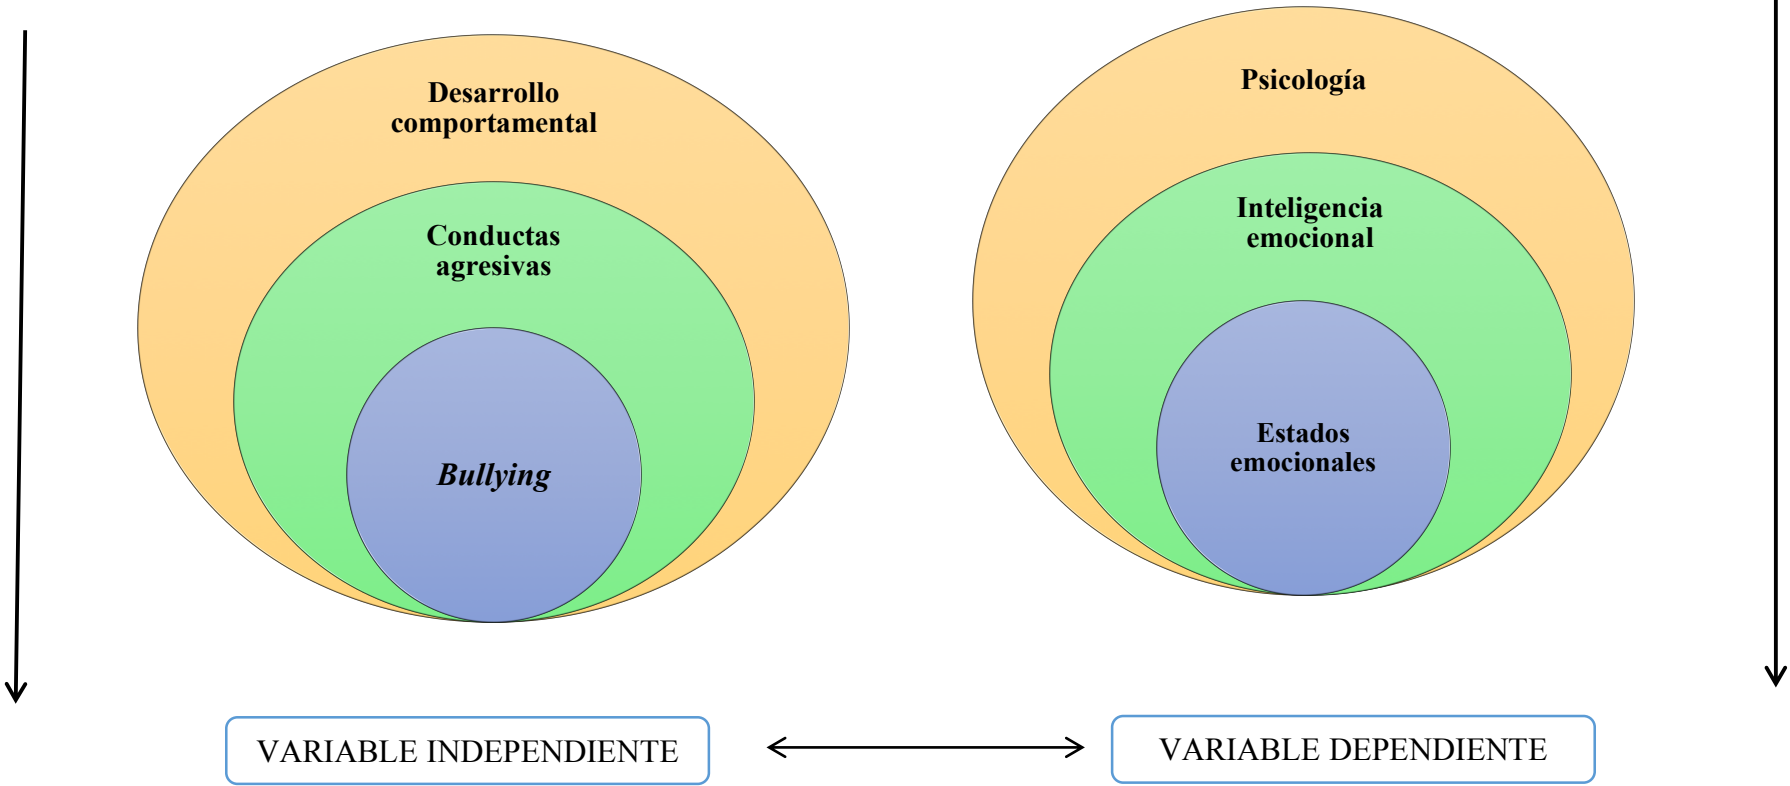 Desarrollo
comportamental
Conductas
agresivas
Bullying
Psicología
Inteligencia
emocional
Estados
emocionales
VARIABLE INDEPENDIENTE
VARIABLE DEPENDIENTE